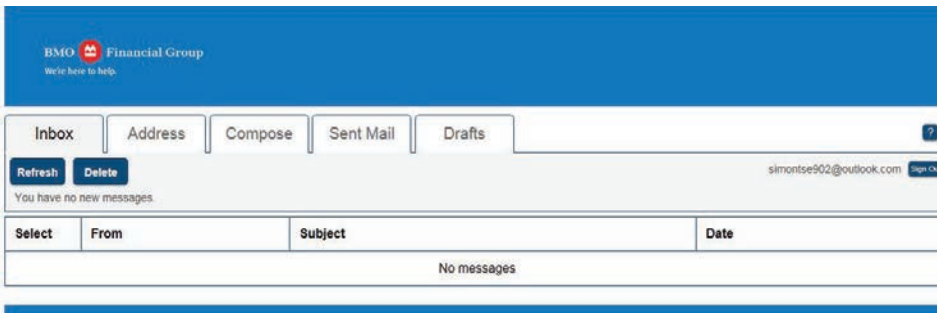 BMO Financial Group
We're here to help.
Inbox Address Compose Sent Mail Drafts ?
Refresh Delete simontse902@outlook.com Sign
You have no new messages.
Select From Subject Date
No messages